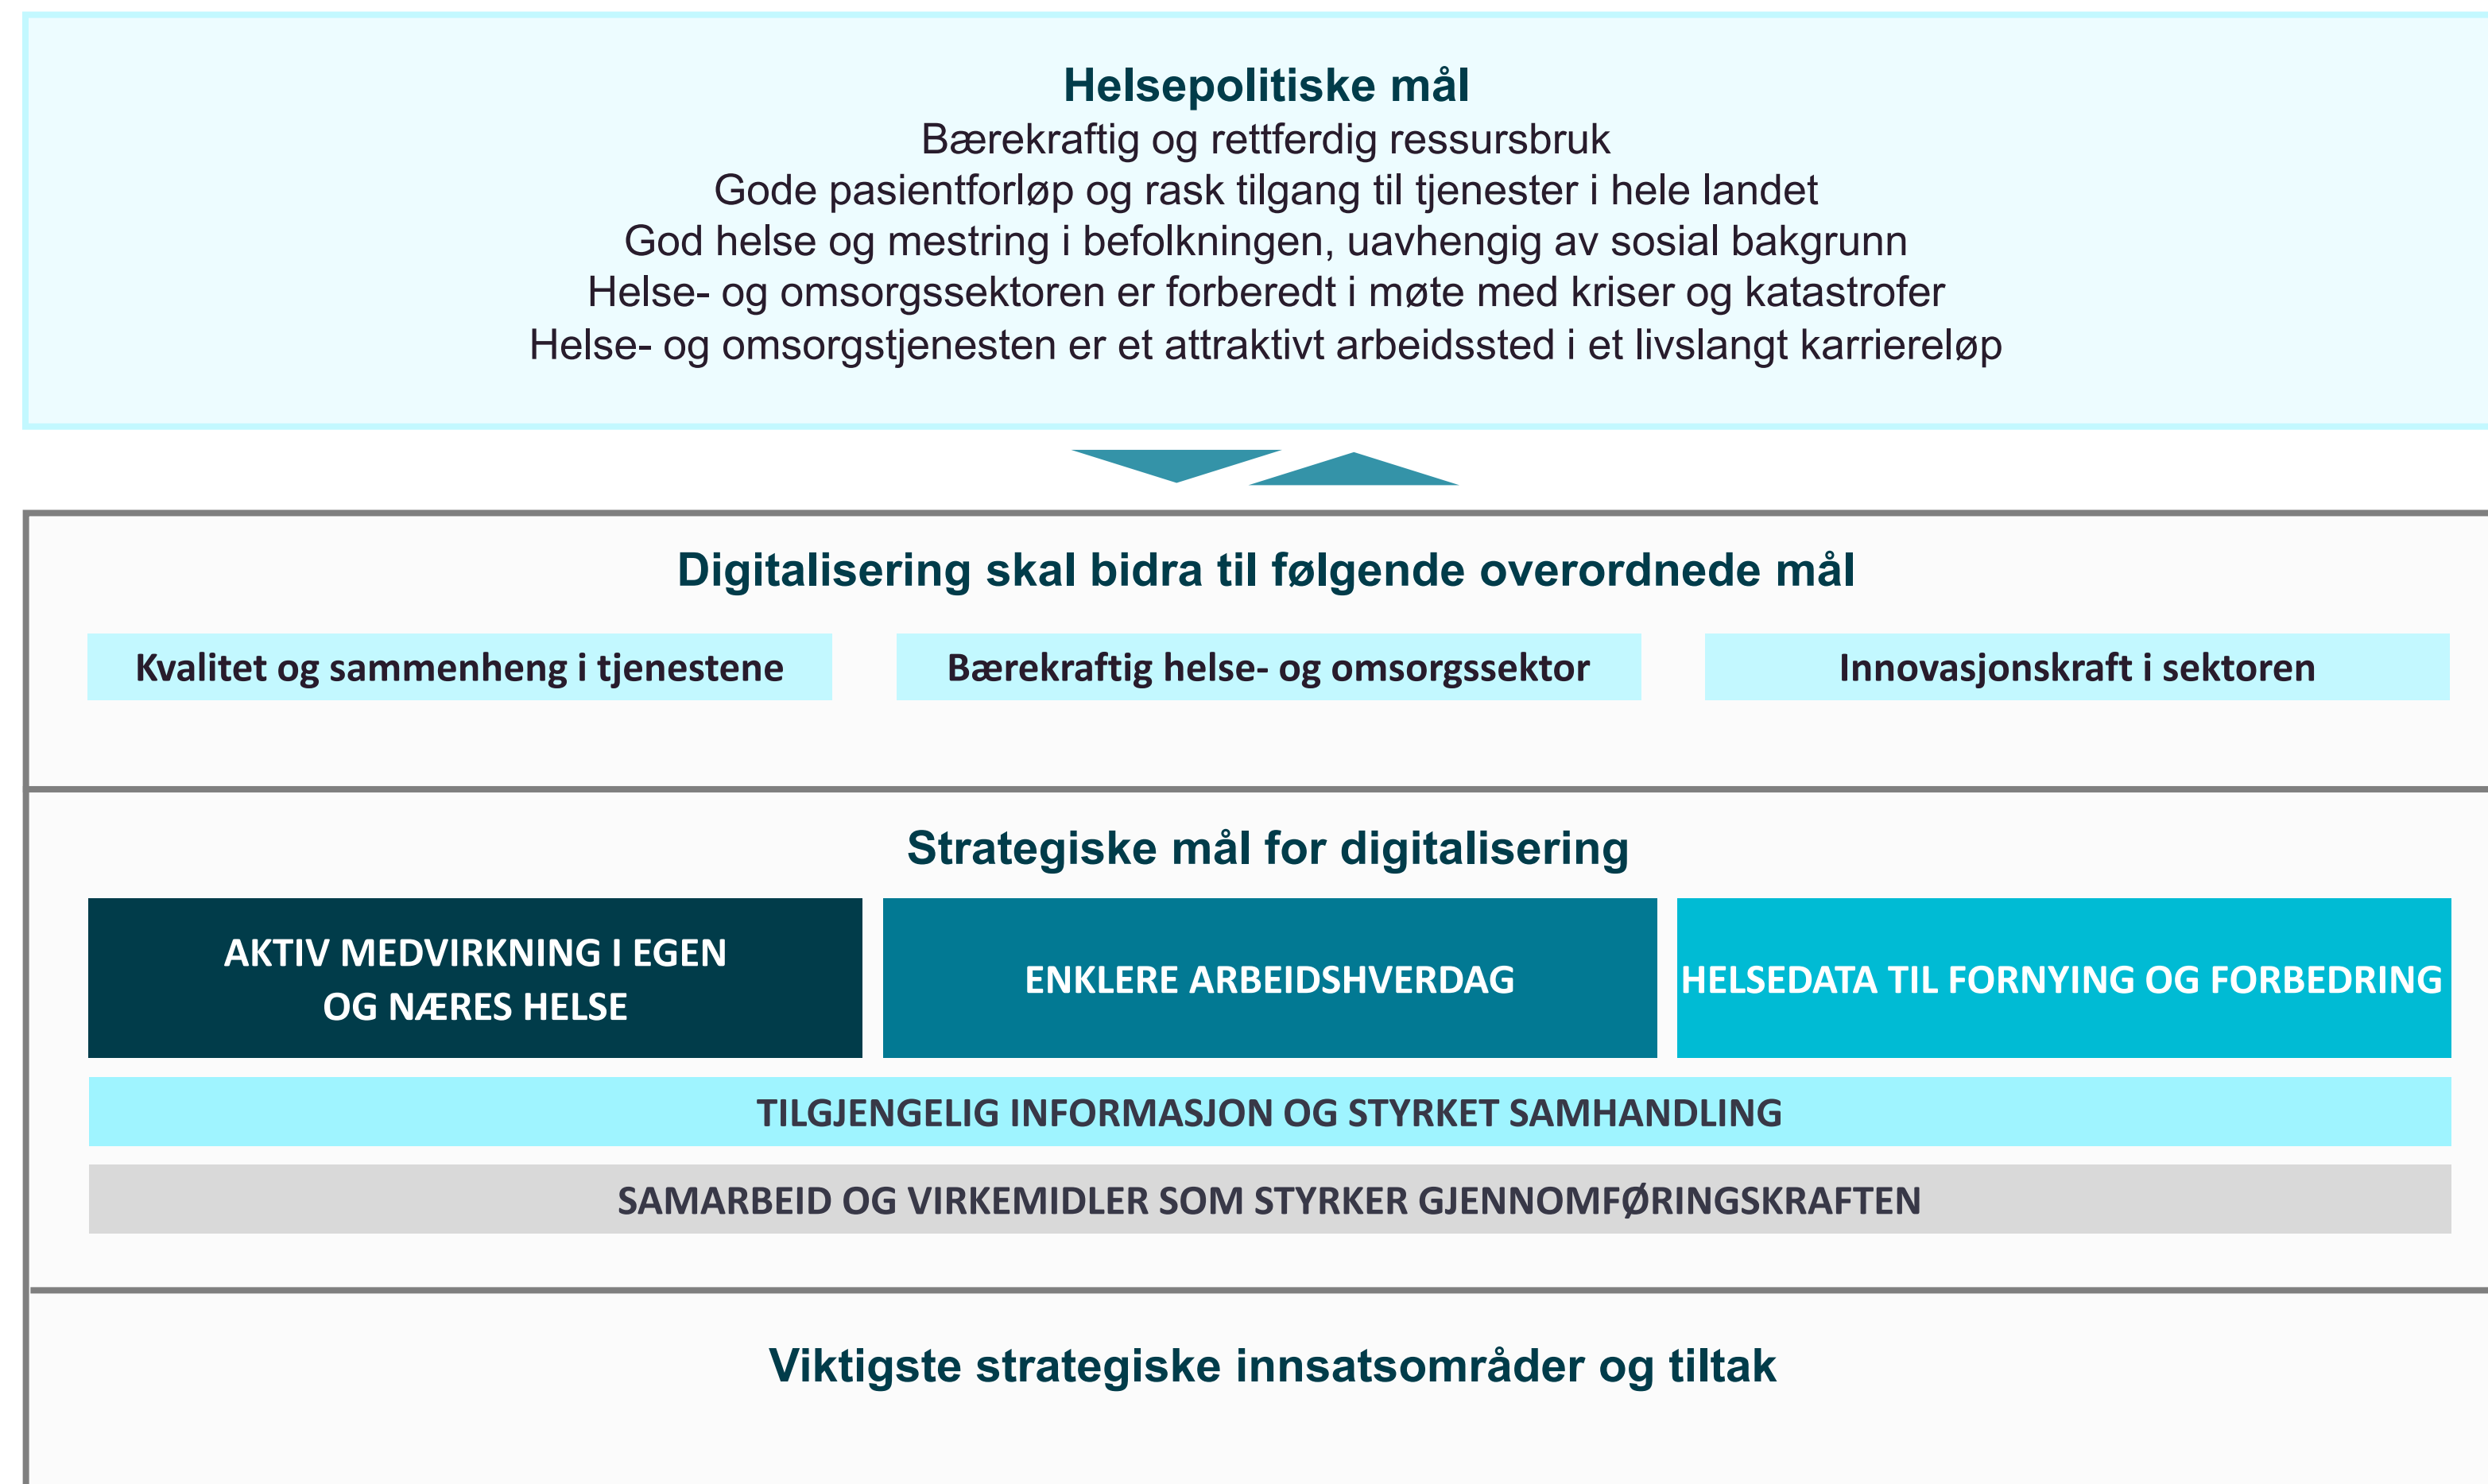 Helsepolitiske mål
Bærekraftig og rettferdig ressursbruk
Gode pasientforløp og rask tilgang til tjenester i hele landet
God helse og mestring i befolkningen, uavhengig av sosial bakgrunn
Helse- og omsorgssektoren er forberedt i møte med kriser og katastrofer
Helse- og omsorgstjenesten er et attraktivt arbeidssted i et livslangt karriereløp
Digitalisering skal bidra til følgende overordnede mål
Kvalitet og sammenheng i tjenestene
Bærekraftig helse- og omsorgssektor
Innovasjonskraft i sektoren
Strategiske mål for digitalisering
AKTIV MEDVIRKNING I EGEN
OG NÆRES HELSE
ENKLERE ARBEIDSHVERDAG
HELSEDATA TIL FORNYING OG FORBEDRING
TILGJENGELIG INFORMASJON OG STYRKET SAMHANDLING
SAMARBEID OG VIRKEMIDLER SOM STYRKER GJENNOMFØRINGSKRAFTEN
Viktigste strategiske innsatsområder og tiltak